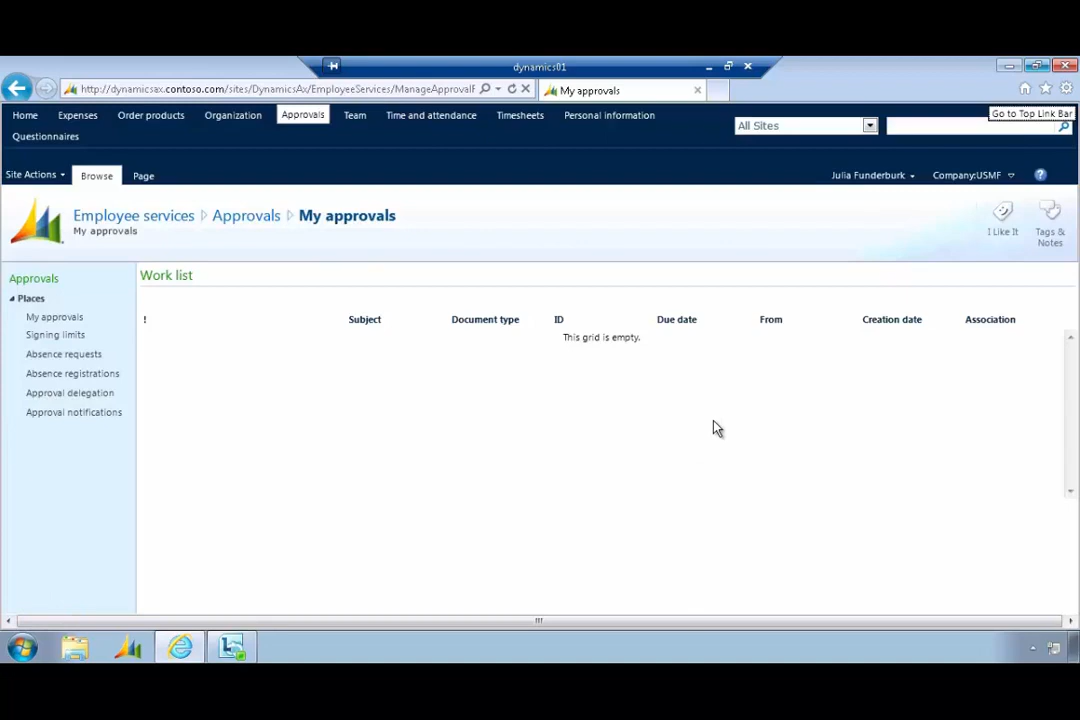 dynamics01
http://dynamicsax.contoso.com/sites/DynamicsAx/EmployeeServices/ManageApprovalF
My approvals
Home Expenses Order products Organization Approvals Team Time and attendance Timesheets Personal information
Go to Top Link Bar
All Sites
Questionnaires
Site Actions Browse Page Julia Funderburk Company:USMF
Employee services Approvals My approvals
My approvals
I Like It
Tags &
Notes
Approvals
Places
My approvals
Signing limits
Absence requests
Absence registrations
Approval delegation
Approval notifications
Work list
! Subject Document type ID Due date From Creation date Association
This grid is empty.